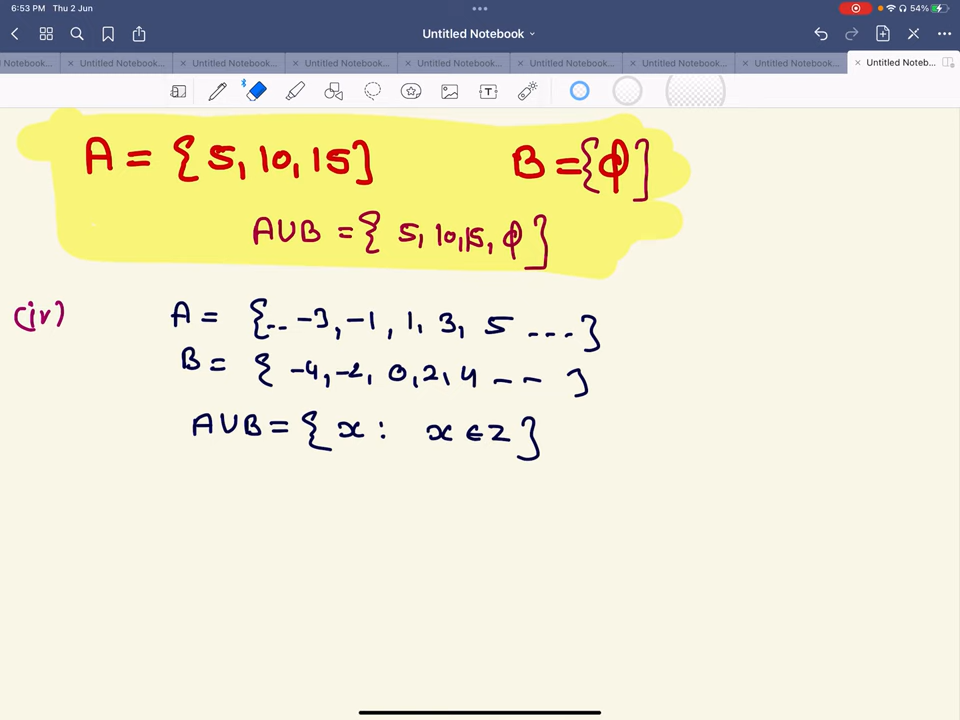 6:53 PM Thu 2 Jun
54%
Untitled Notebook
Notebook...
Untitled Notebook...
Untitled Notebook...
Untitled Notebook...
Untitled Notebook...
Untitled Notebook...
Untitled Notebook...
Untitled Notebook...
Untitled Noteb...
A = {5, 10, 15} B = {φ}
AUB = {5, 10, 15, φ}
(iv) A = {.. -3, -1, 1, 3, 5 ...}
B = { -4, -2, 0, 2, 4 -- }
AUB = {x : x ∈ Z}